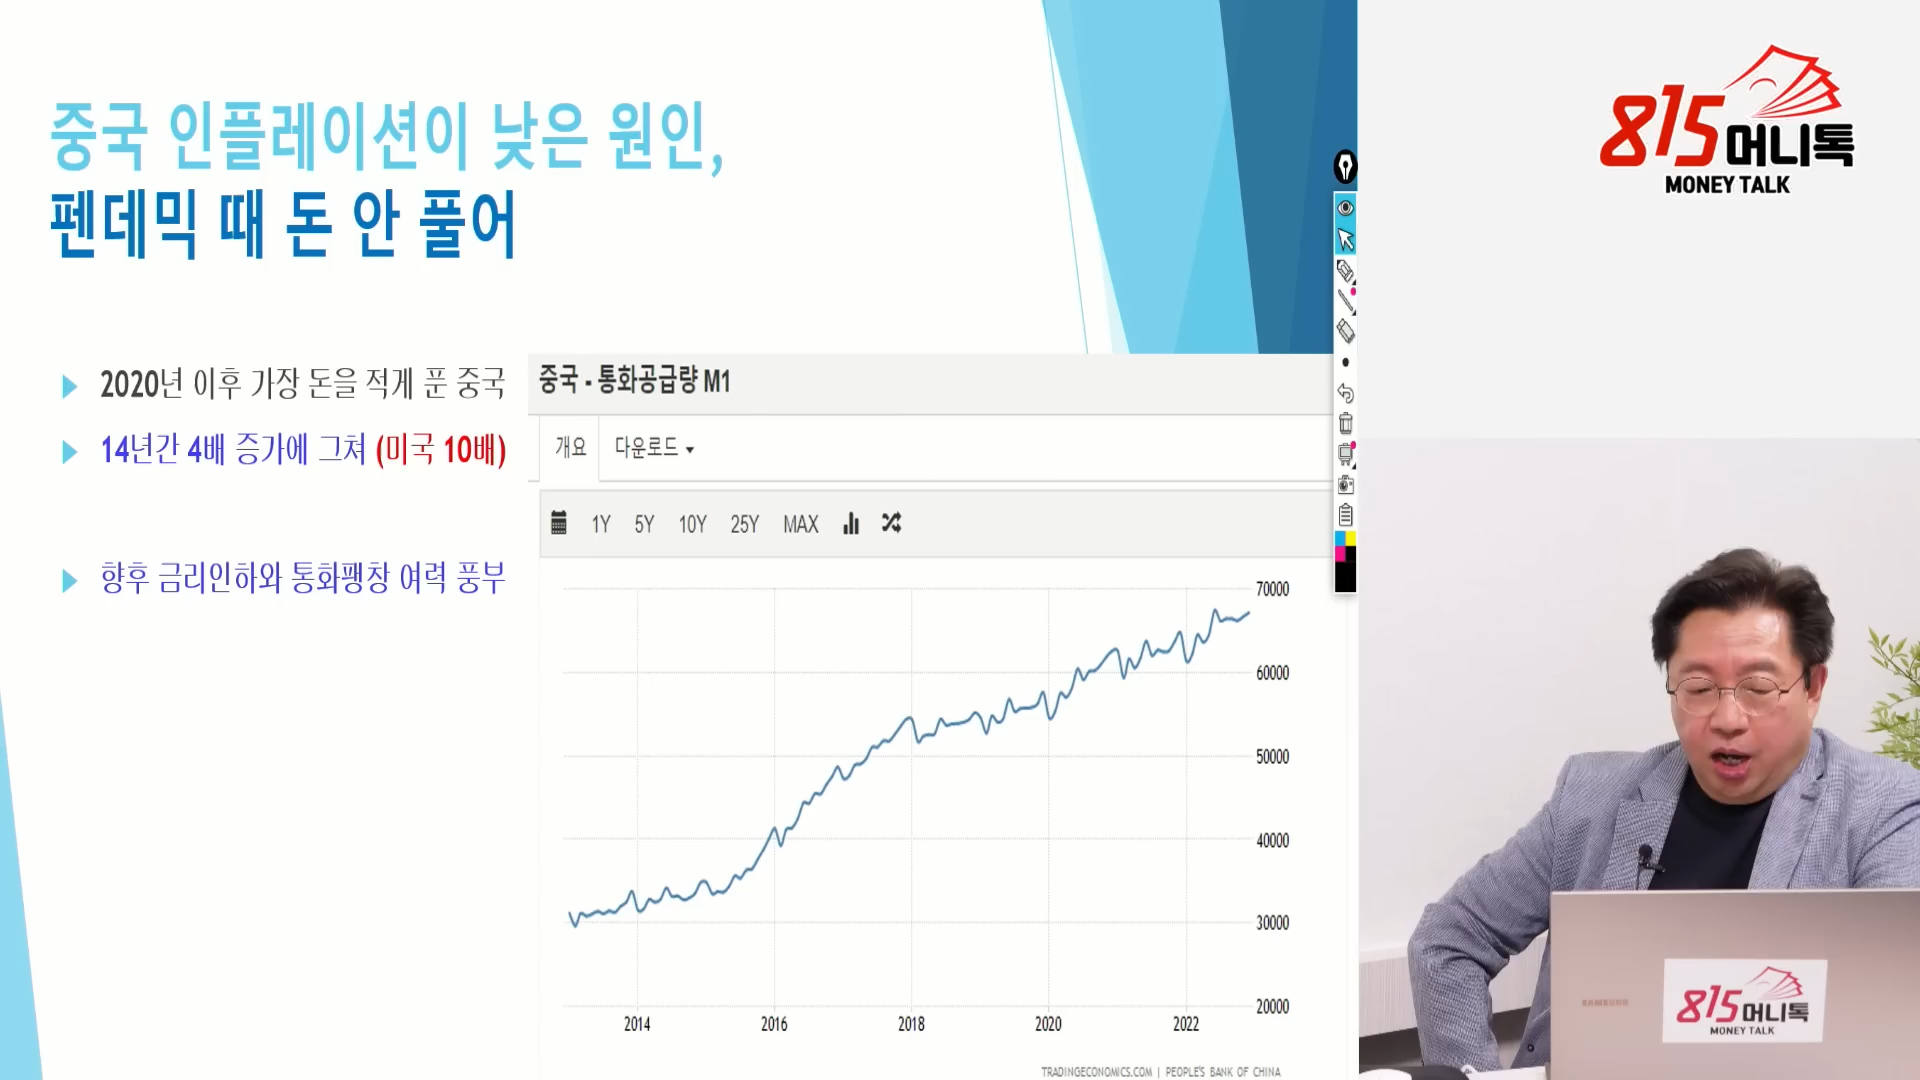 중국 인플레이션이 낮은 원인,
펜데믹 때 돈 안 풀어
2020년 이후 가장 돈을 적게 푼 중국
14년간 4배 증가에 그쳐 (미국 10배)
향후 금리인하와 통화팽창 여력 풍부
중국 - 통화공급량 M1
개요 다운로드
1Y 5Y 10Y 25Y MAX
70000
60000
50000
40000
30000
20000
2014 2016 2018 2020 2022
TRADINGECONOMICS.COM | PEOPLE'S BANK OF CHINA
815머니톡
MONEY TALK
SAMSUNG
815머니톡
MONEY TALK